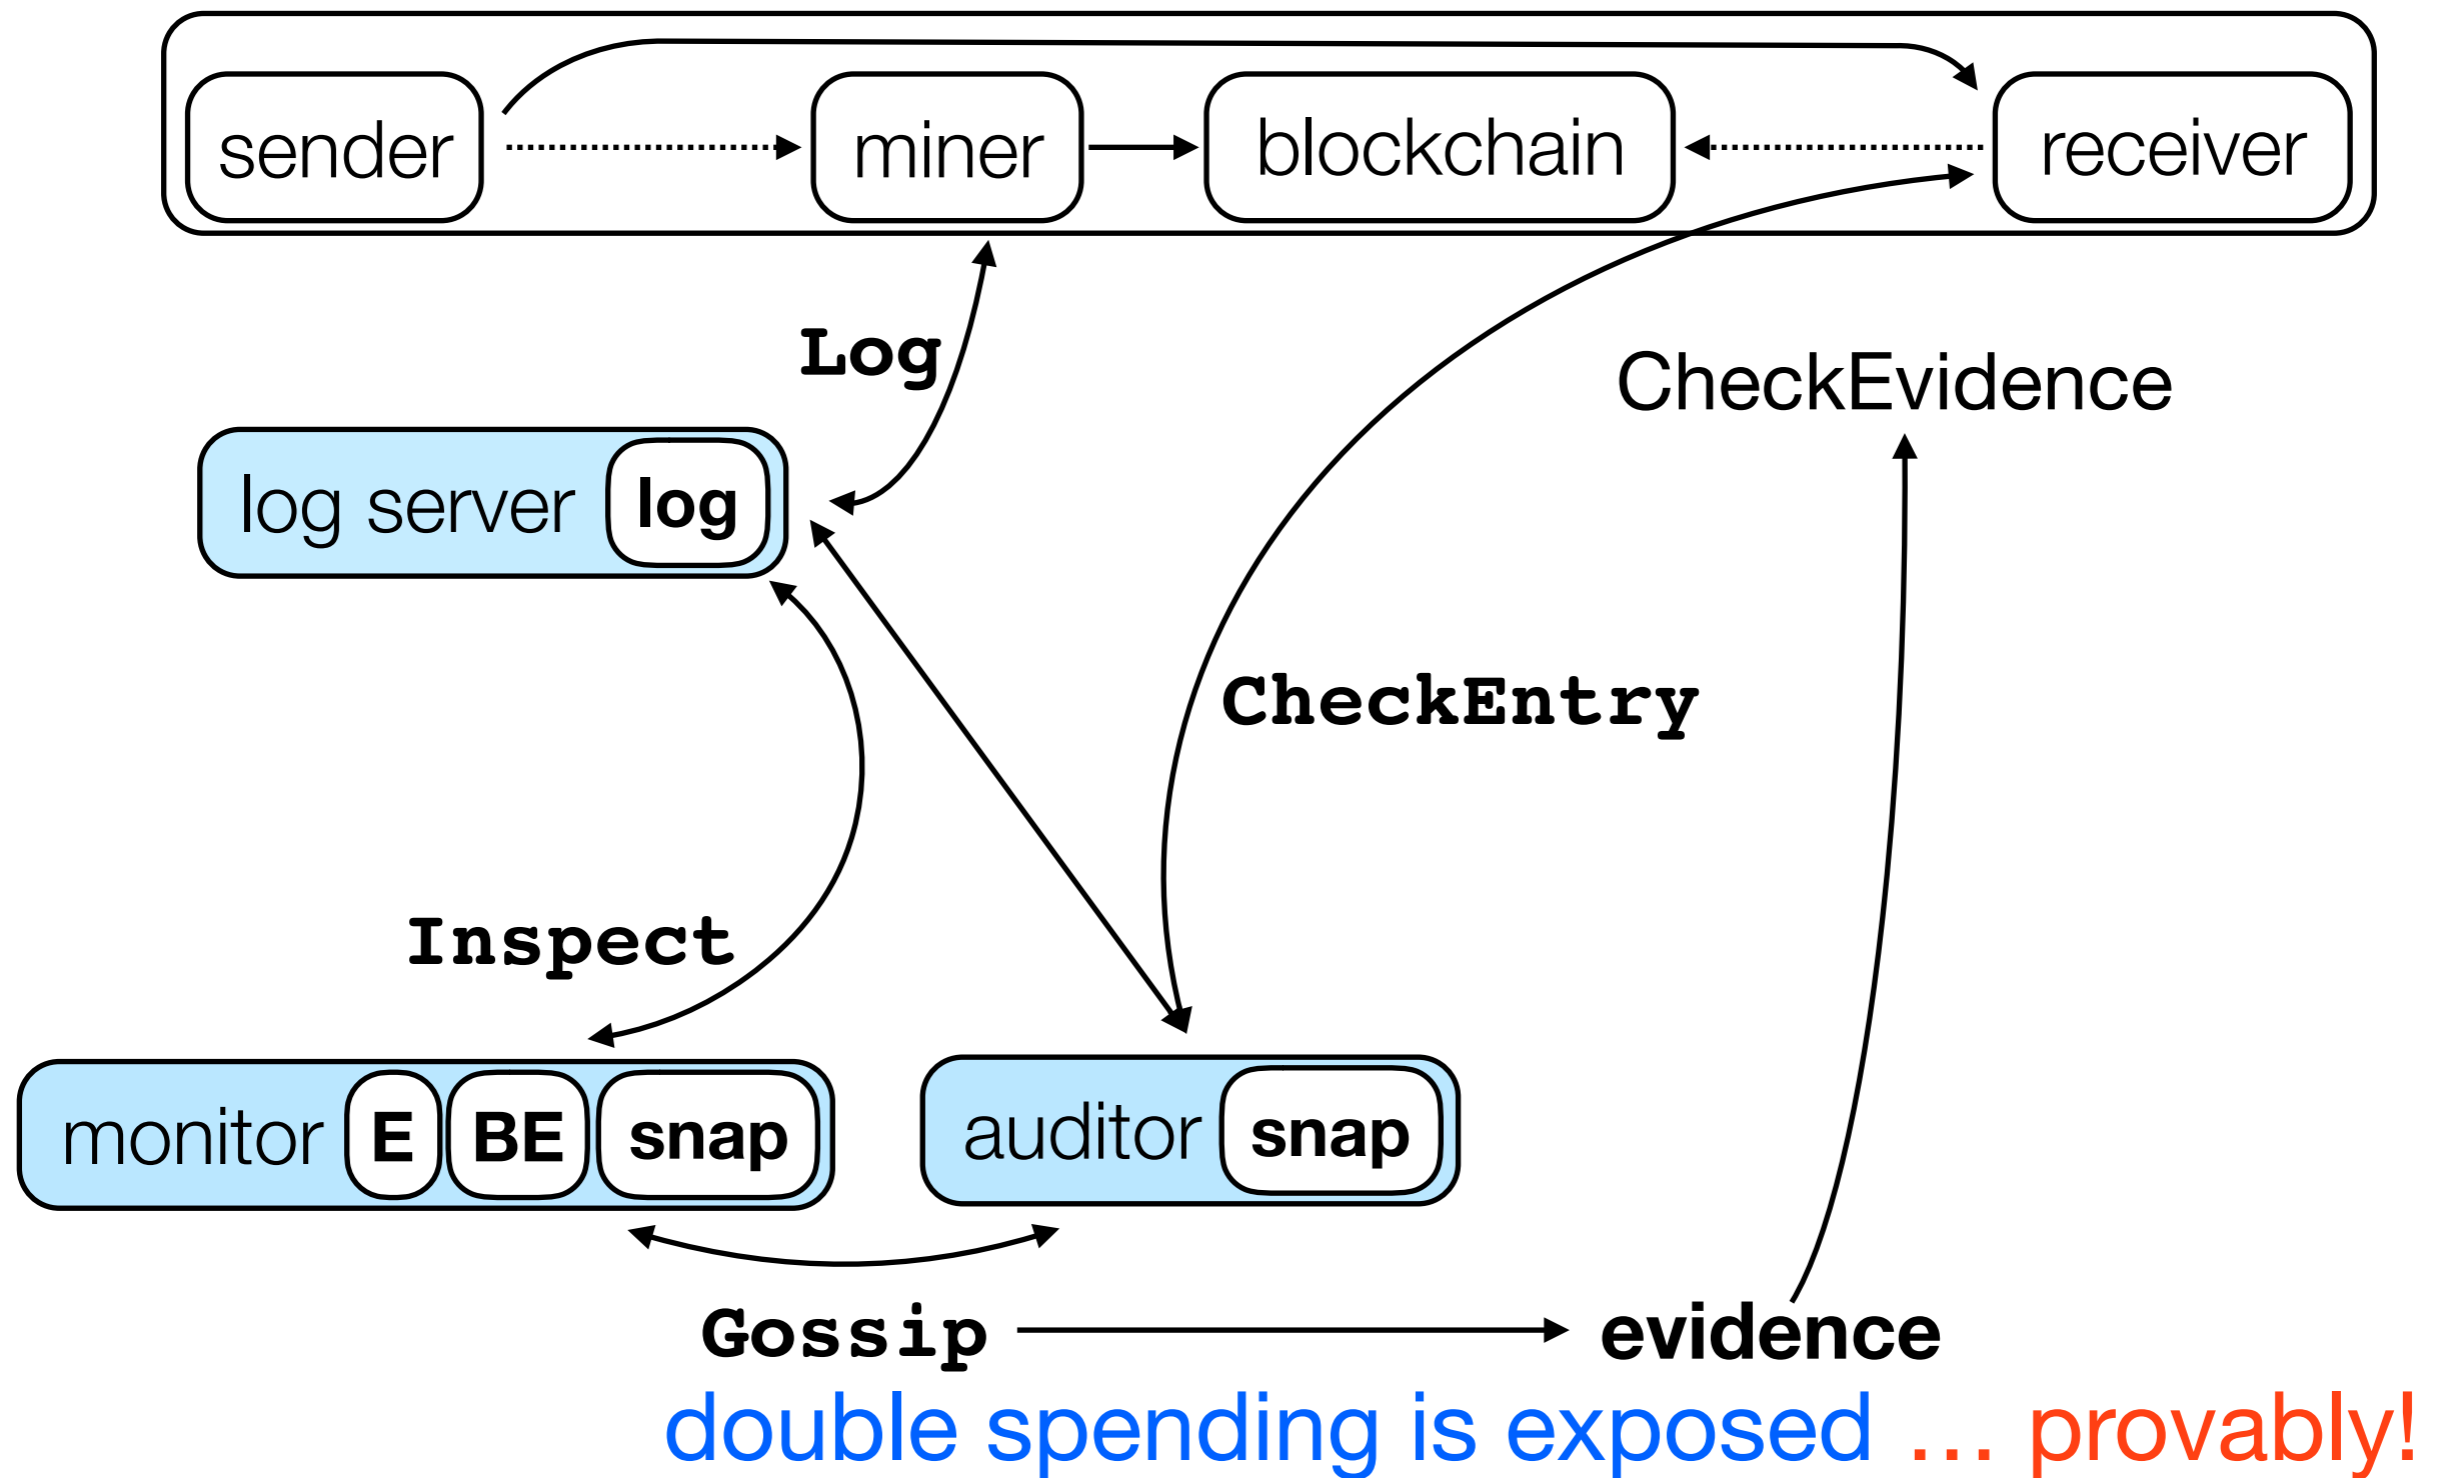 sender miner blockchain receiver
Log
CheckEvidence
log server log
CheckEntry
Inspect
monitor E BE snap
auditor snap
Gossip evidence
double spending is exposed ... provably!